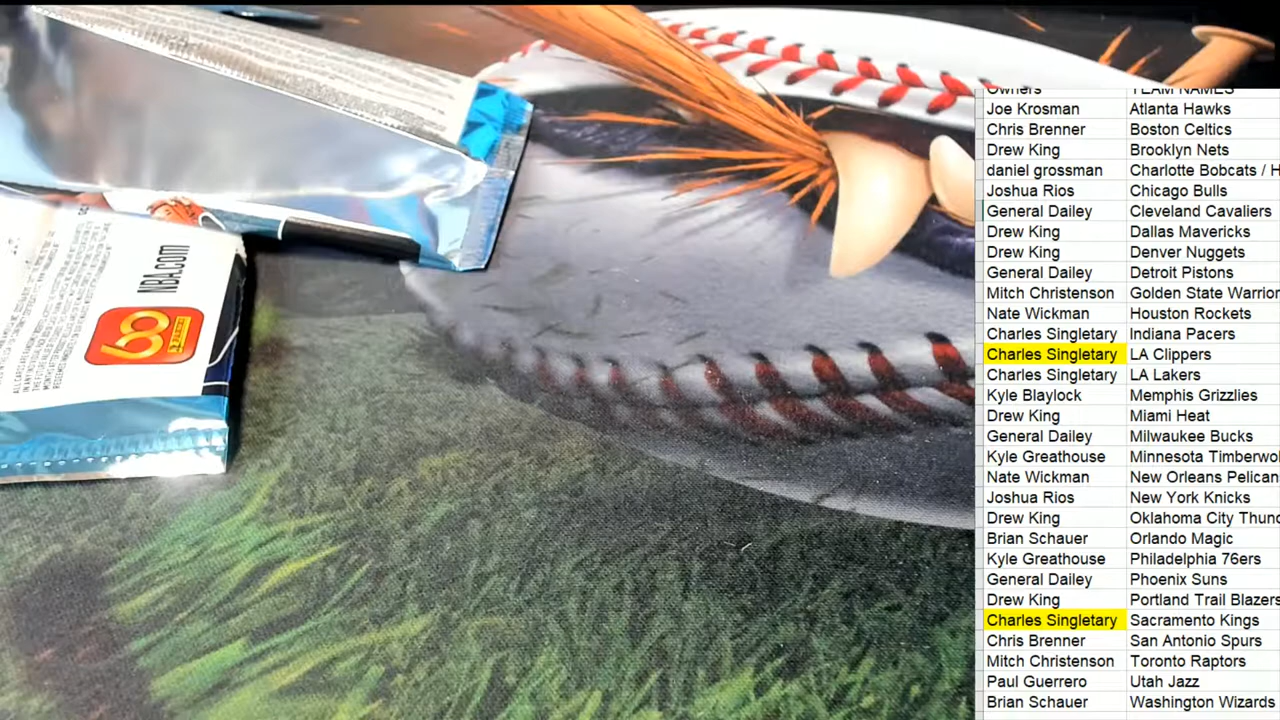 Owners TEAM NAMES
Joe Krosman Atlanta Hawks
Chris Brenner Boston Celtics
Drew King Brooklyn Nets
daniel grossman Charlotte Bobcats / H
Joshua Rios Chicago Bulls
General Dailey Cleveland Cavaliers
Drew King Dallas Mavericks
Drew King Denver Nuggets
General Dailey Detroit Pistons
Mitch Christenson Golden State Warrior
Nate Wickman Houston Rockets
Charles Singletary Indiana Pacers
Charles Singletary LA Clippers
Charles Singletary LA Lakers
Kyle Blaylock Memphis Grizzlies
Drew King Miami Heat
General Dailey Milwaukee Bucks
Kyle Greathouse Minnesota Timberwol
Nate Wickman New Orleans Pelican
Joshua Rios New York Knicks
Drew King Oklahoma City Thund
Brian Schauer Orlando Magic
Kyle Greathouse Philadelphia 76ers
General Dailey Phoenix Suns
Drew King Portland Trail Blazers
Charles Singletary Sacramento Kings
Chris Brenner San Antonio Spurs
Mitch Christenson Toronto Raptors
Paul Guerrero Utah Jazz
Brian Schauer Washington Wizards
NBA.com
60
PANINI